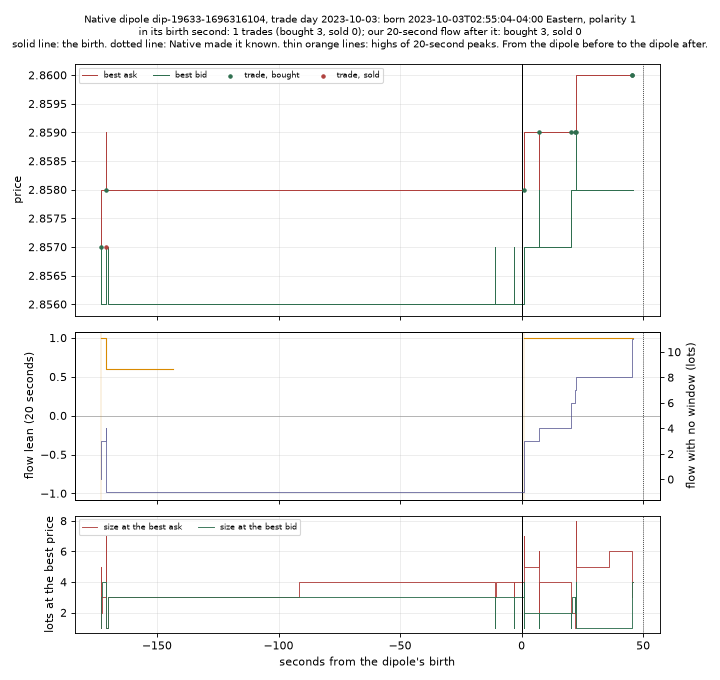 Native dipole dip-19633-1696316104, trade day 2023-10-03: born 2023-10-03T02:55:04-04:00 Eastern, polarity 1
in its birth second: 1 trades (bought 3, sold 0); our 20-second flow after it: bought 3, sold 0
solid line: the birth. dotted line: Native made it known. thin orange lines: highs of 20-second peaks. From the dipole before to the dipole after.
best ask
best bid
trade, bought
trade, sold
2.8600
2.8595
2.8590
2.8585
2.8580
2.8575
2.8570
2.8565
2.8560
price
1.0
0.5
0.0
−0.5
−1.0
flow lean (20 seconds)
10
8
6
4
2
0
flow with no window (lots)
size at the best ask
size at the best bid
8
6
4
2
lots at the best price
−150
−100
−50
0
50
seconds from the dipole's birth